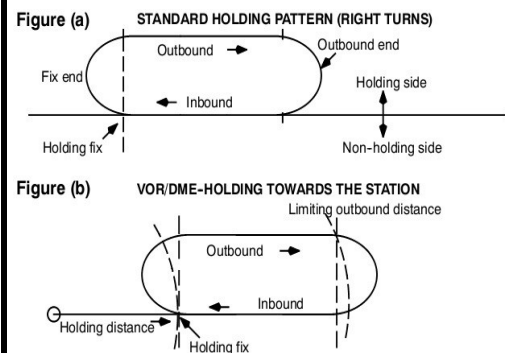 Figure (a)
STANDARD HOLDING PATTERN (RIGHT TURNS)
Outbound
Outbound end
Fix end
Holding side
Inbound
Holding fix
Non-holding side
Figure (b)
VOR/DME-HOLDING TOWARDS THE STATION
Limiting outbound distance
Outbound
Inbound
Holding distance
Holding fix